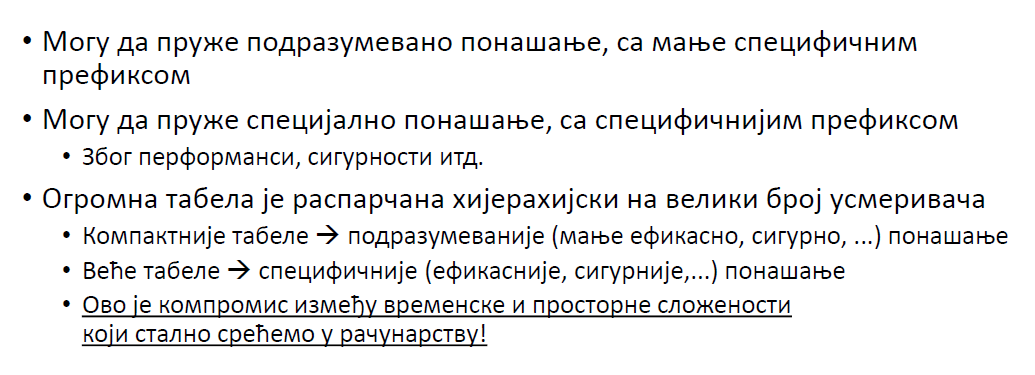 • Могу да пруже подразумевано понашање, са мање специфичним
префиксом
• Могу да пруже специјално понашање, са специфичнијим префиксом
• Због перформанси, сигурности итд.
• Огромна табела је распарчана хијерахијски на велики број усмеривача
• Компактније табеле → подразумеваније (мање ефикасно, сигурно, ...) понашање
• Веће табеле → специфичније (ефикасније, сигурније,...) понашање
• Ово је компромис између временске и просторне сложености
који стално срећемо у рачунарству!